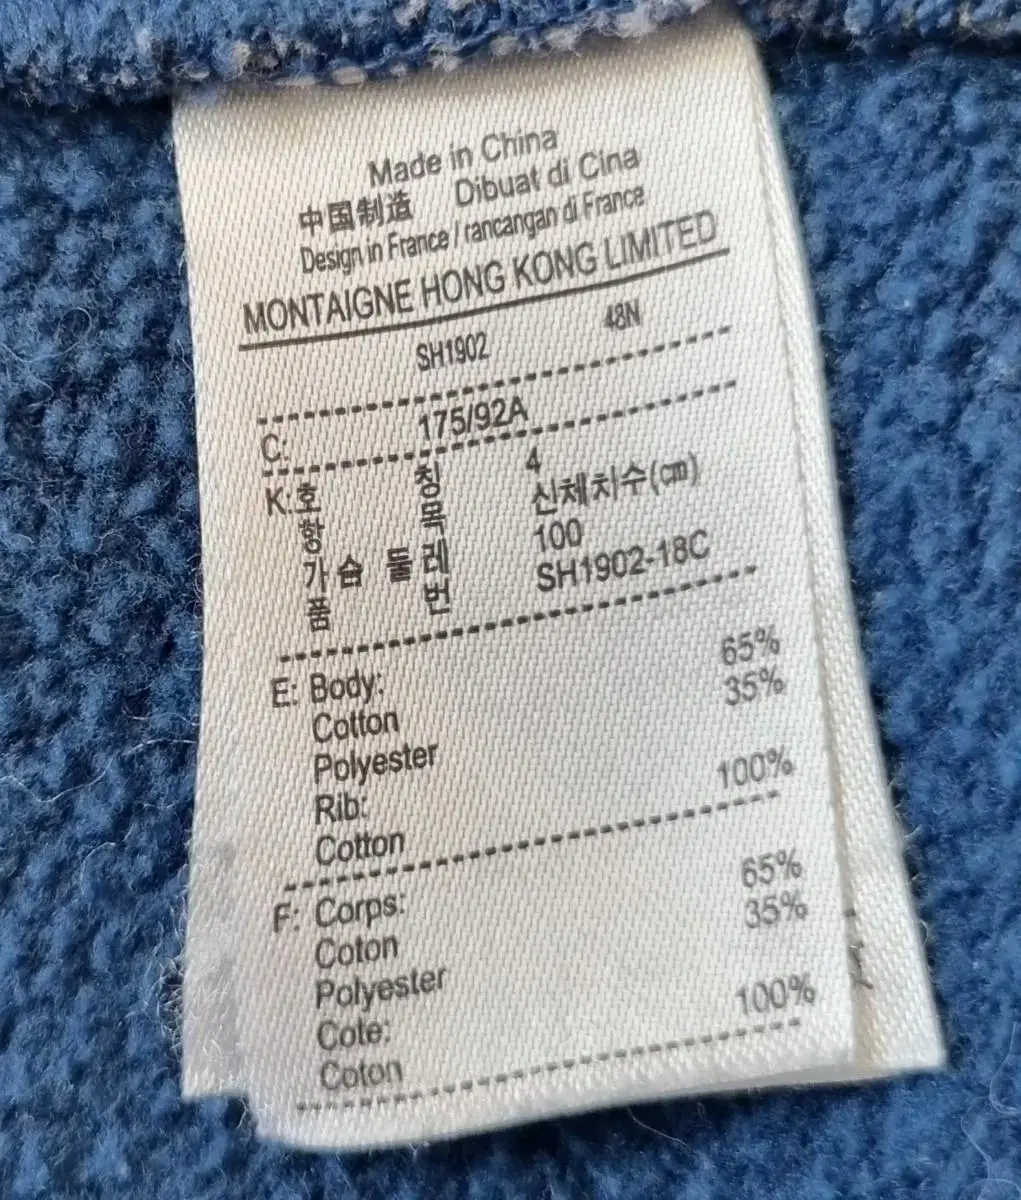 Made in China
中国制造 Dibuat di Cina
Design in France / rancangan di France
MONTAIGNE HONG KONG LIMITED
SH1902 48N
C: 175/92A
K: 호칭 4
항목 신체치수(㎝)
가슴둘레 100
품번 SH1902-18C
E: Body:
Cotton 65%
Polyester 35%
Rib:
Cotton 100%
F: Corps:
Coton 65%
Polyester 35%
Cote:
Coton 100%